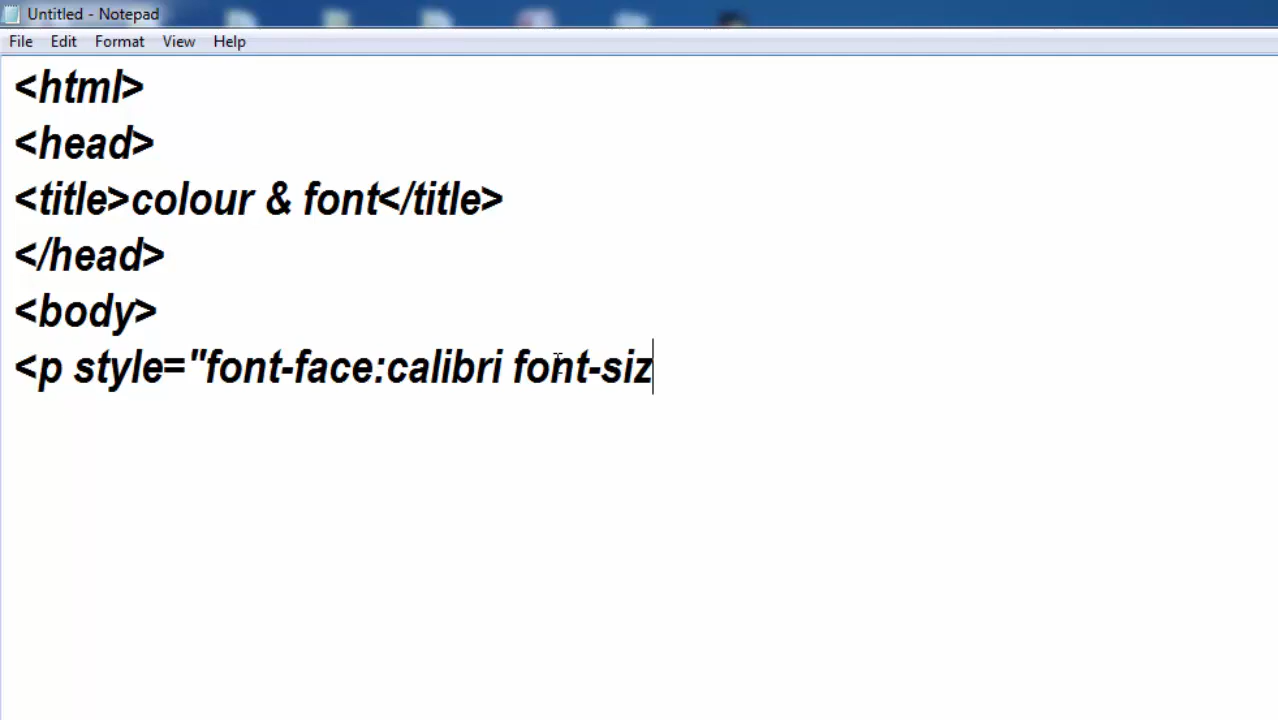 Untitled - Notepad
File Edit Format View Help
<html>
<head>
<title>colour & font</title>
</head>
<body>
<p style="font-face:calibri font-siz